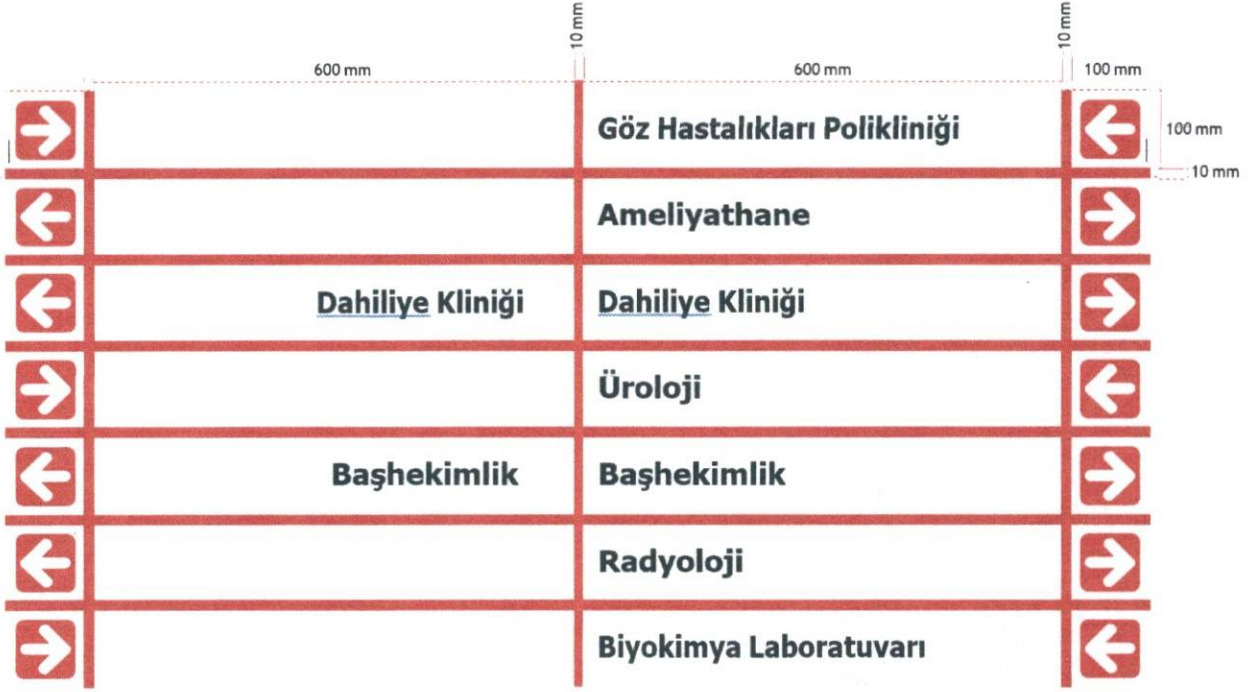 10 mm
10 mm
600 mm
600 mm
100 mm
Göz Hastalıkları Polikliniği
100 mm
10 mm
Ameliyathane
Dahiliye Kliniği
Dahiliye Kliniği
Üroloji
Başhekimlik
Başhekimlik
Radyoloji
Biyokimya Laboratuvarı